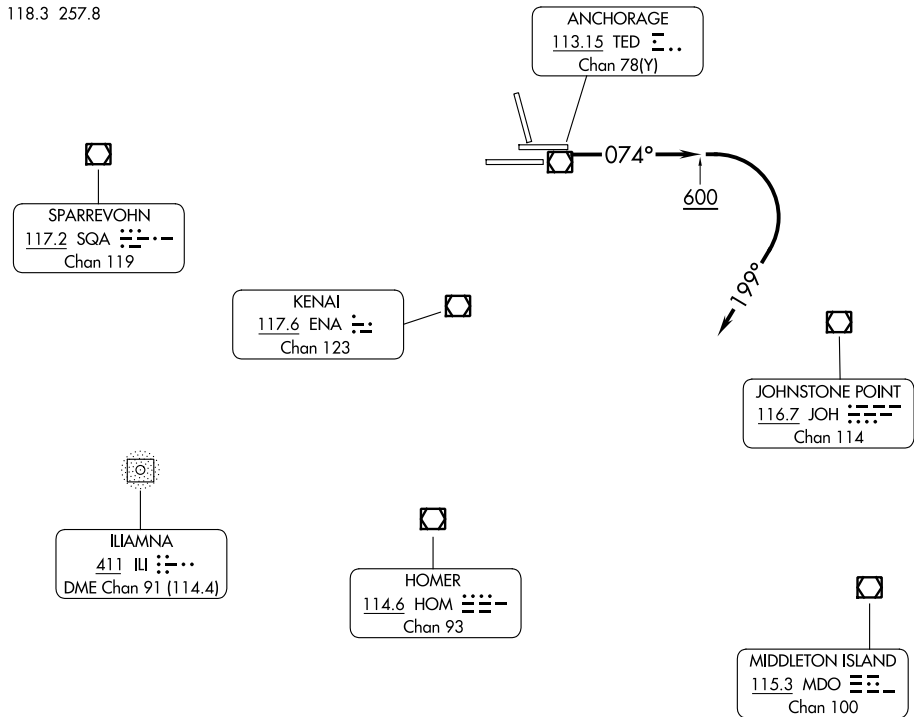 118.3 257.8
ANCHORAGE
113.15 TED
Chan 78(Y)
074°
600
199°
SPARREVOHN
117.2 SQA
Chan 119
KENAI
117.6 ENA
Chan 123
JOHNSTONE POINT
116.7 JOH
Chan 114
ILIAMNA
411 ILI
DME Chan 91 (114.4)
HOMER
114.6 HOM
Chan 93
MIDDLETON ISLAND
115.3 MDO
Chan 100